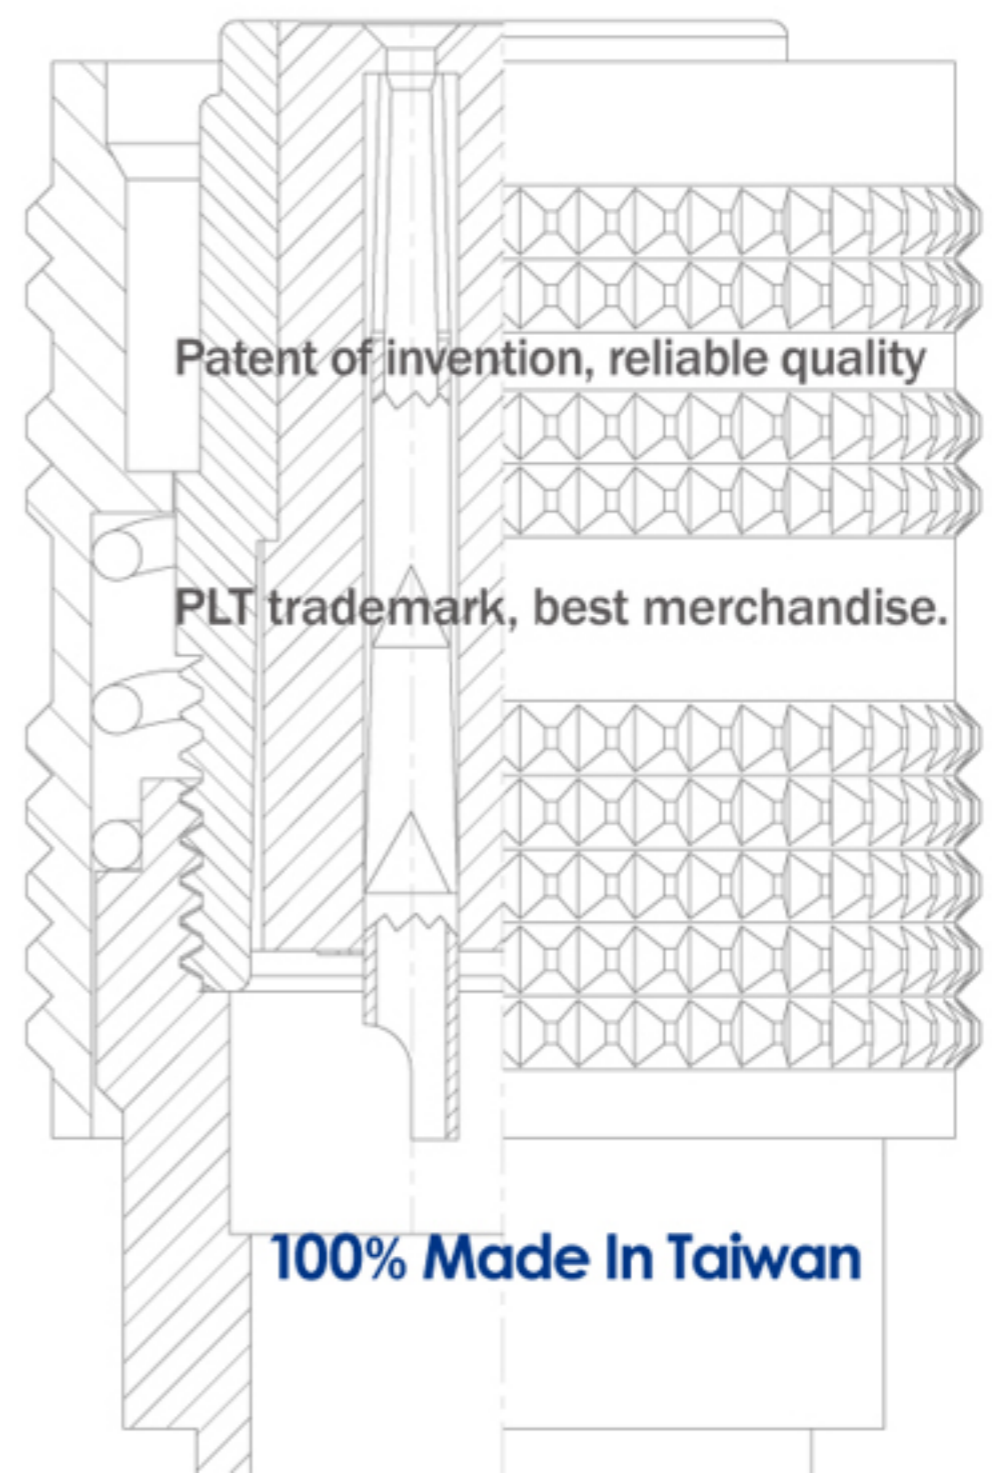 Patent of invention, reliable quality
PLT trademark, best merchandise.
100% Made In Taiwan